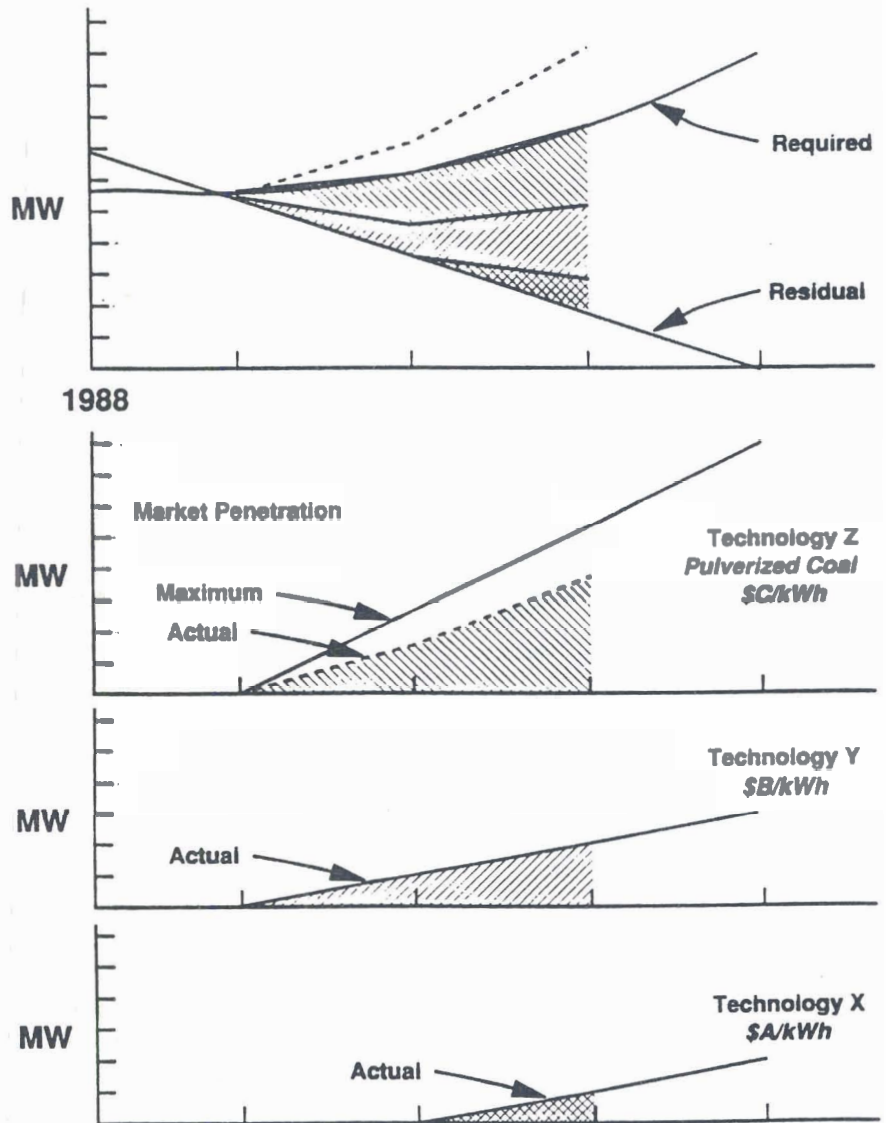 Required
MW
Residual
1988
Market Penetration
Technology Z
Pulverized Coal
$C/kWh
MW
Maximum
Actual
Technology Y
$B/kWh
MW
Actual
Technology X
$A/kWh
MW
Actual